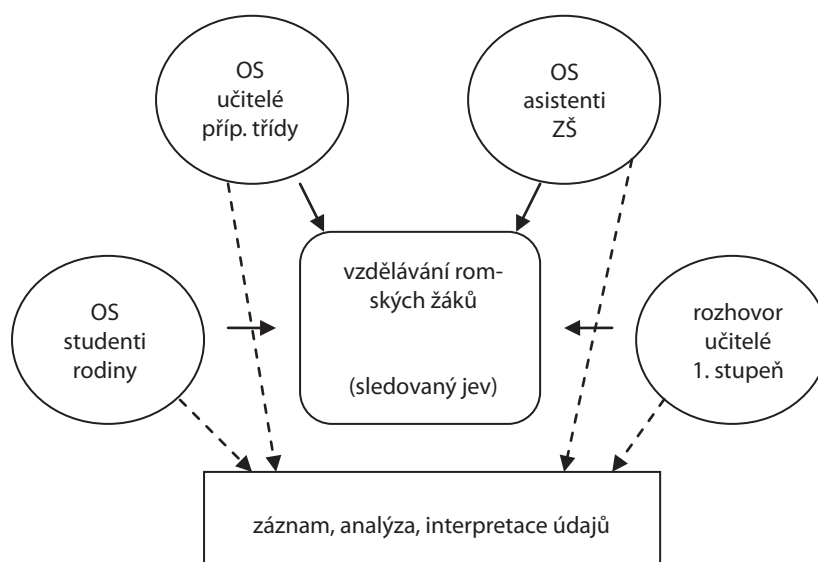 OS
učitelé
příp. třídy
OS
asistenti
ZŠ
vzdělávání rom-
ských žáků
(sledovaný jev)
OS
studenti
rodiny
rozhovor
učitelé
1. stupeň
záznam, analýza, interpretace údajů